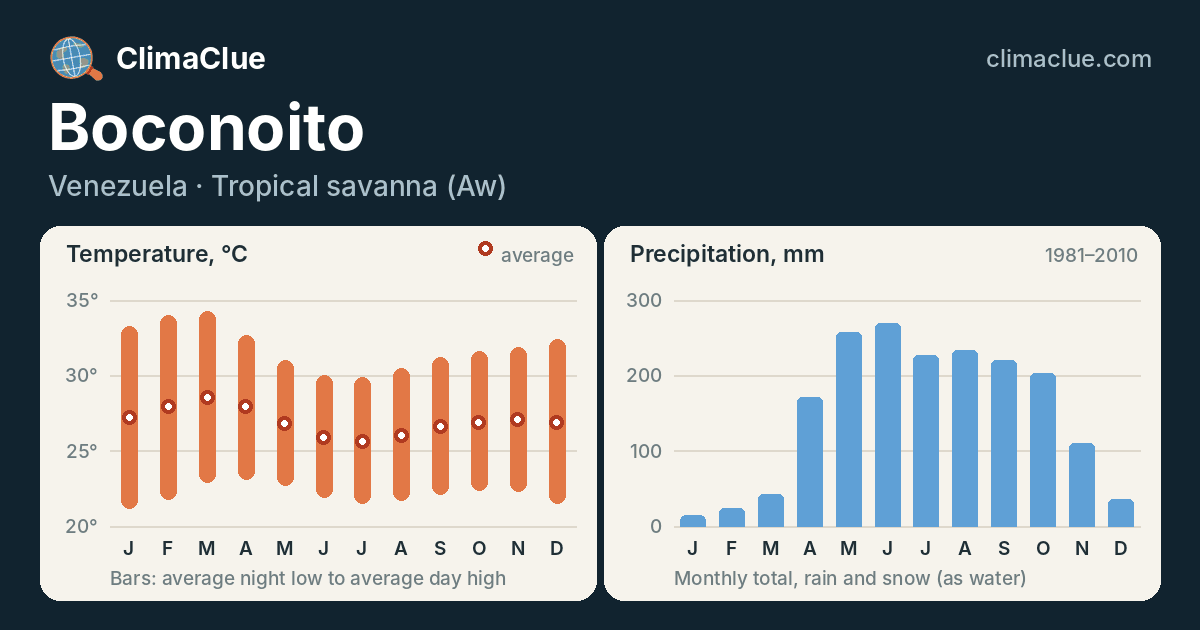 ClimaClue
climaclue.com
Boconoito
Venezuela · Tropical savanna (Aw)
Temperature, °C
average
35°
30°
25°
20°
J F M A M J J A S O N D
Bars: average night low to average day high
Precipitation, mm
1981–2010
300
200
100
0
J F M A M J J A S O N D
Monthly total, rain and snow (as water)